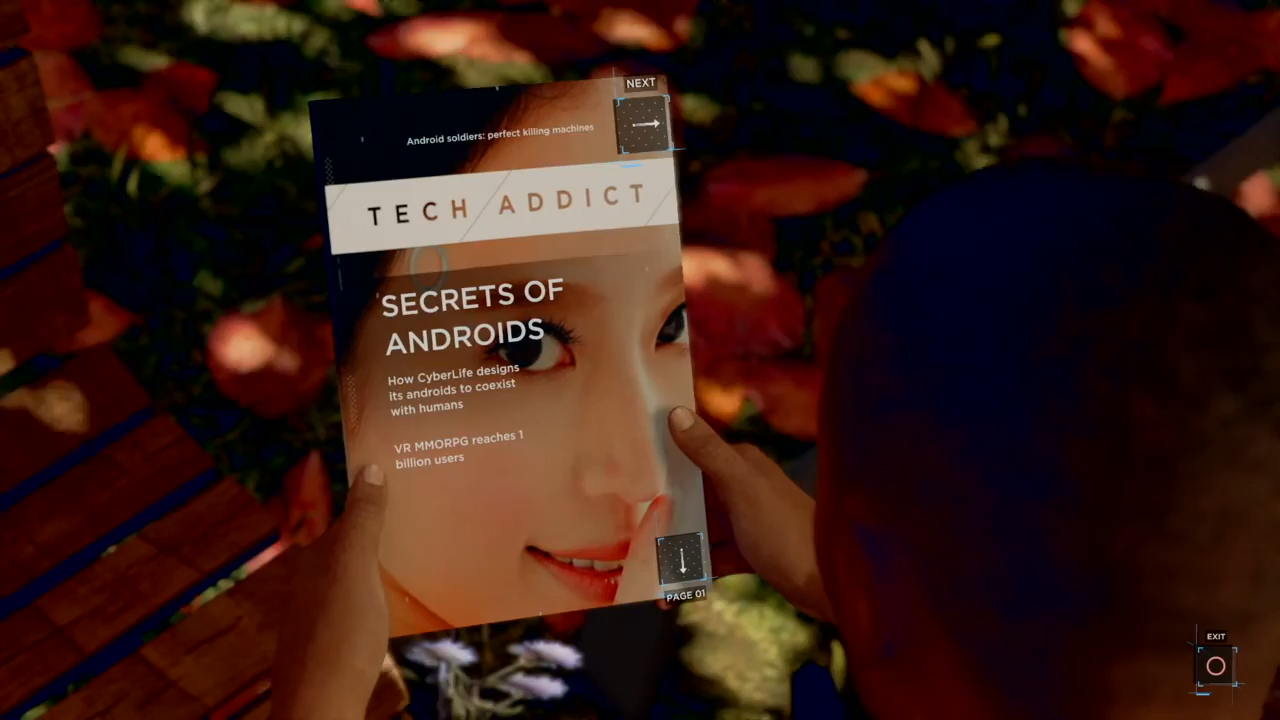 NEXT
Android soldiers: perfect killing machines
TECH ADDICT
SECRETS OF
ANDROIDS
How CyberLife designs
its androids to coexist
with humans
VR MMORPG reaches 1
billion users
PAGE 01
EXIT